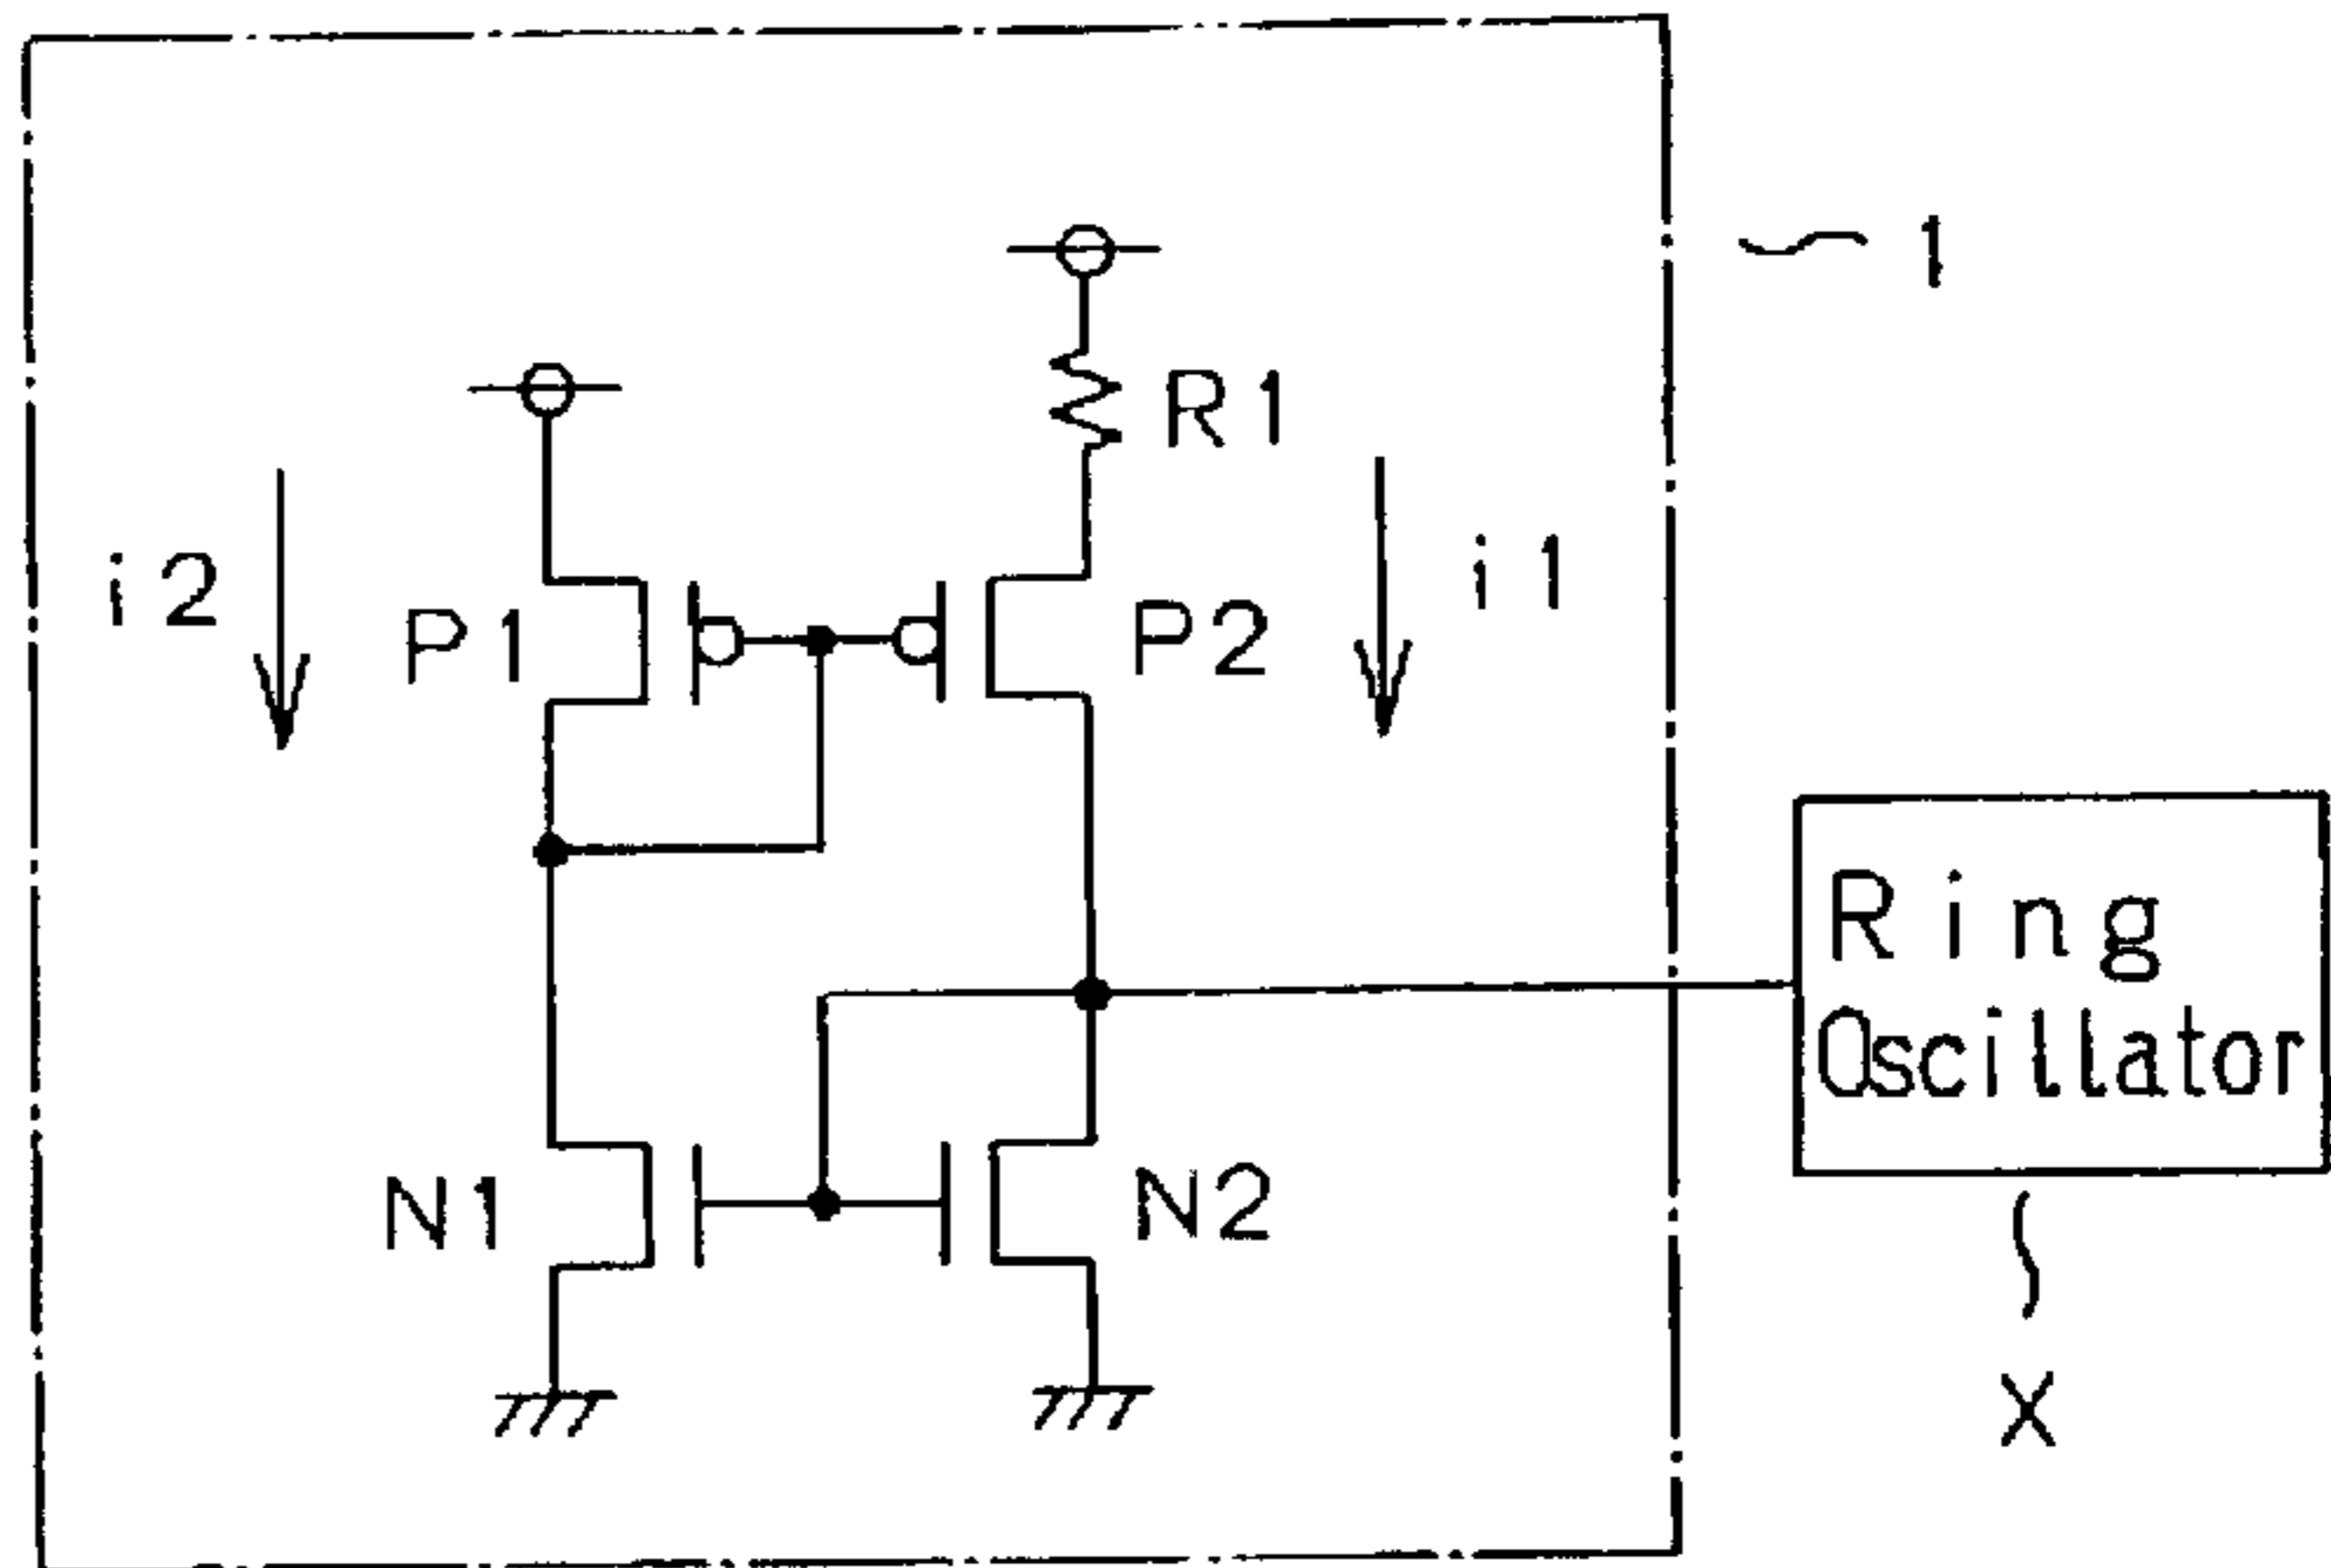 1
R1
i2
i1
P1
P2
Ring
Oscillator
N1
N2
X